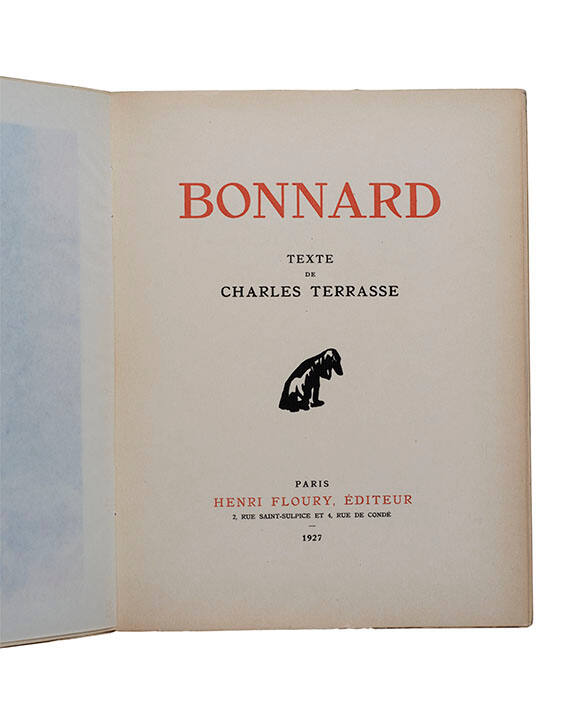 BONNARD
TEXTE
DE
CHARLES TERRASSE
PARIS
HENRI FLOURY, ÉDITEUR
2, RUE SAINT-SULPICE ET 4, RUE DE CONDÉ
—
1927